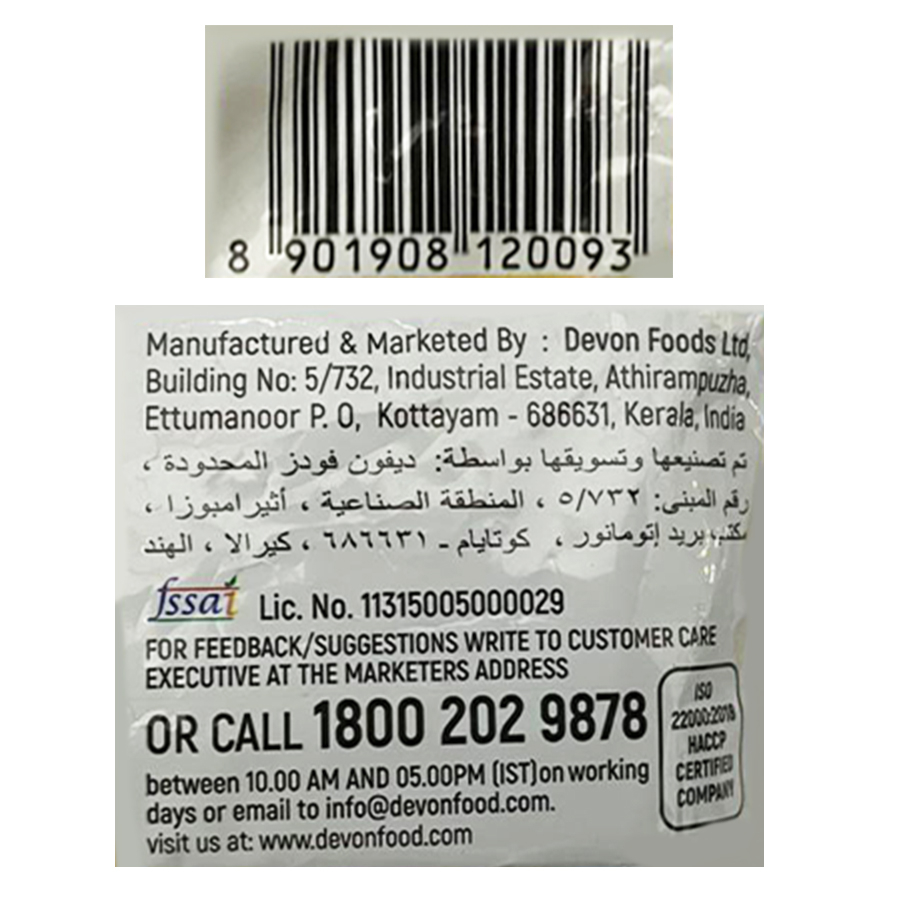 8 901908 120093
Manufactured & Marketed By : Devon Foods Ltd,
Building No: 5/732, Industrial Estate, Athirampuzha,
Ettumanoor P. O, Kottayam - 686631, Kerala, India
تم تصنيعها وتسويقها بواسطة: ديفون فودز المحدودة ،
رقم المبنى: ٥/٧٣٢ ، المنطقة الصناعية ، أثيرامبوزا ،
مكتب بريد إتومانور ، كوتايام - ٦٨٦٦٣١ ، كيرالا ، الهند
fssai Lic. No. 11315005000029
FOR FEEDBACK/SUGGESTIONS WRITE TO CUSTOMER CARE
EXECUTIVE AT THE MARKETERS ADDRESS
OR CALL 1800 202 9878
between 10.00 AM AND 05.00PM (IST)on working
days or email to info@devonfood.com.
visit us at: www.devonfood.com
ISO
22000:2018
HACCP
CERTIFIED
COMPANY